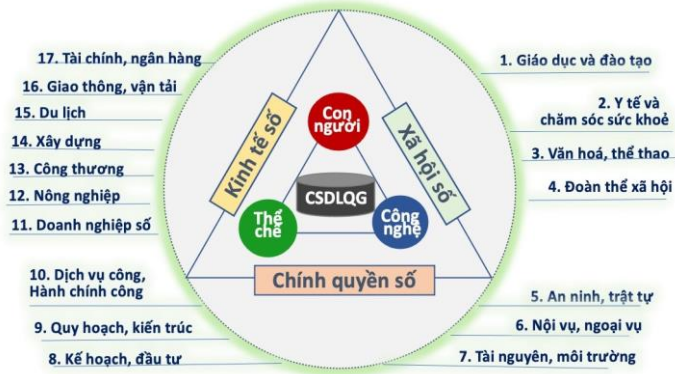 17. Tài chính, ngân hàng
16. Giao thông, vận tải
15. Du lịch
14. Xây dựng
13. Công thương
12. Nông nghiệp
11. Doanh nghiệp số
10. Dịch vụ công,
Hành chính công
9. Quy hoạch, kiến trúc
8. Kế hoạch, đầu tư
Kinh tế số
Con
người
Xã hội số
CSDLQG
Thể
chế
Công
nghệ
Chính quyền số
1. Giáo dục và đào tạo
2. Y tế và
chăm sóc sức khoẻ
3. Văn hoá, thể thao
4. Đoàn thể xã hội
5. An ninh, trật tự
6. Nội vụ, ngoại vụ
7. Tài nguyên, môi trường